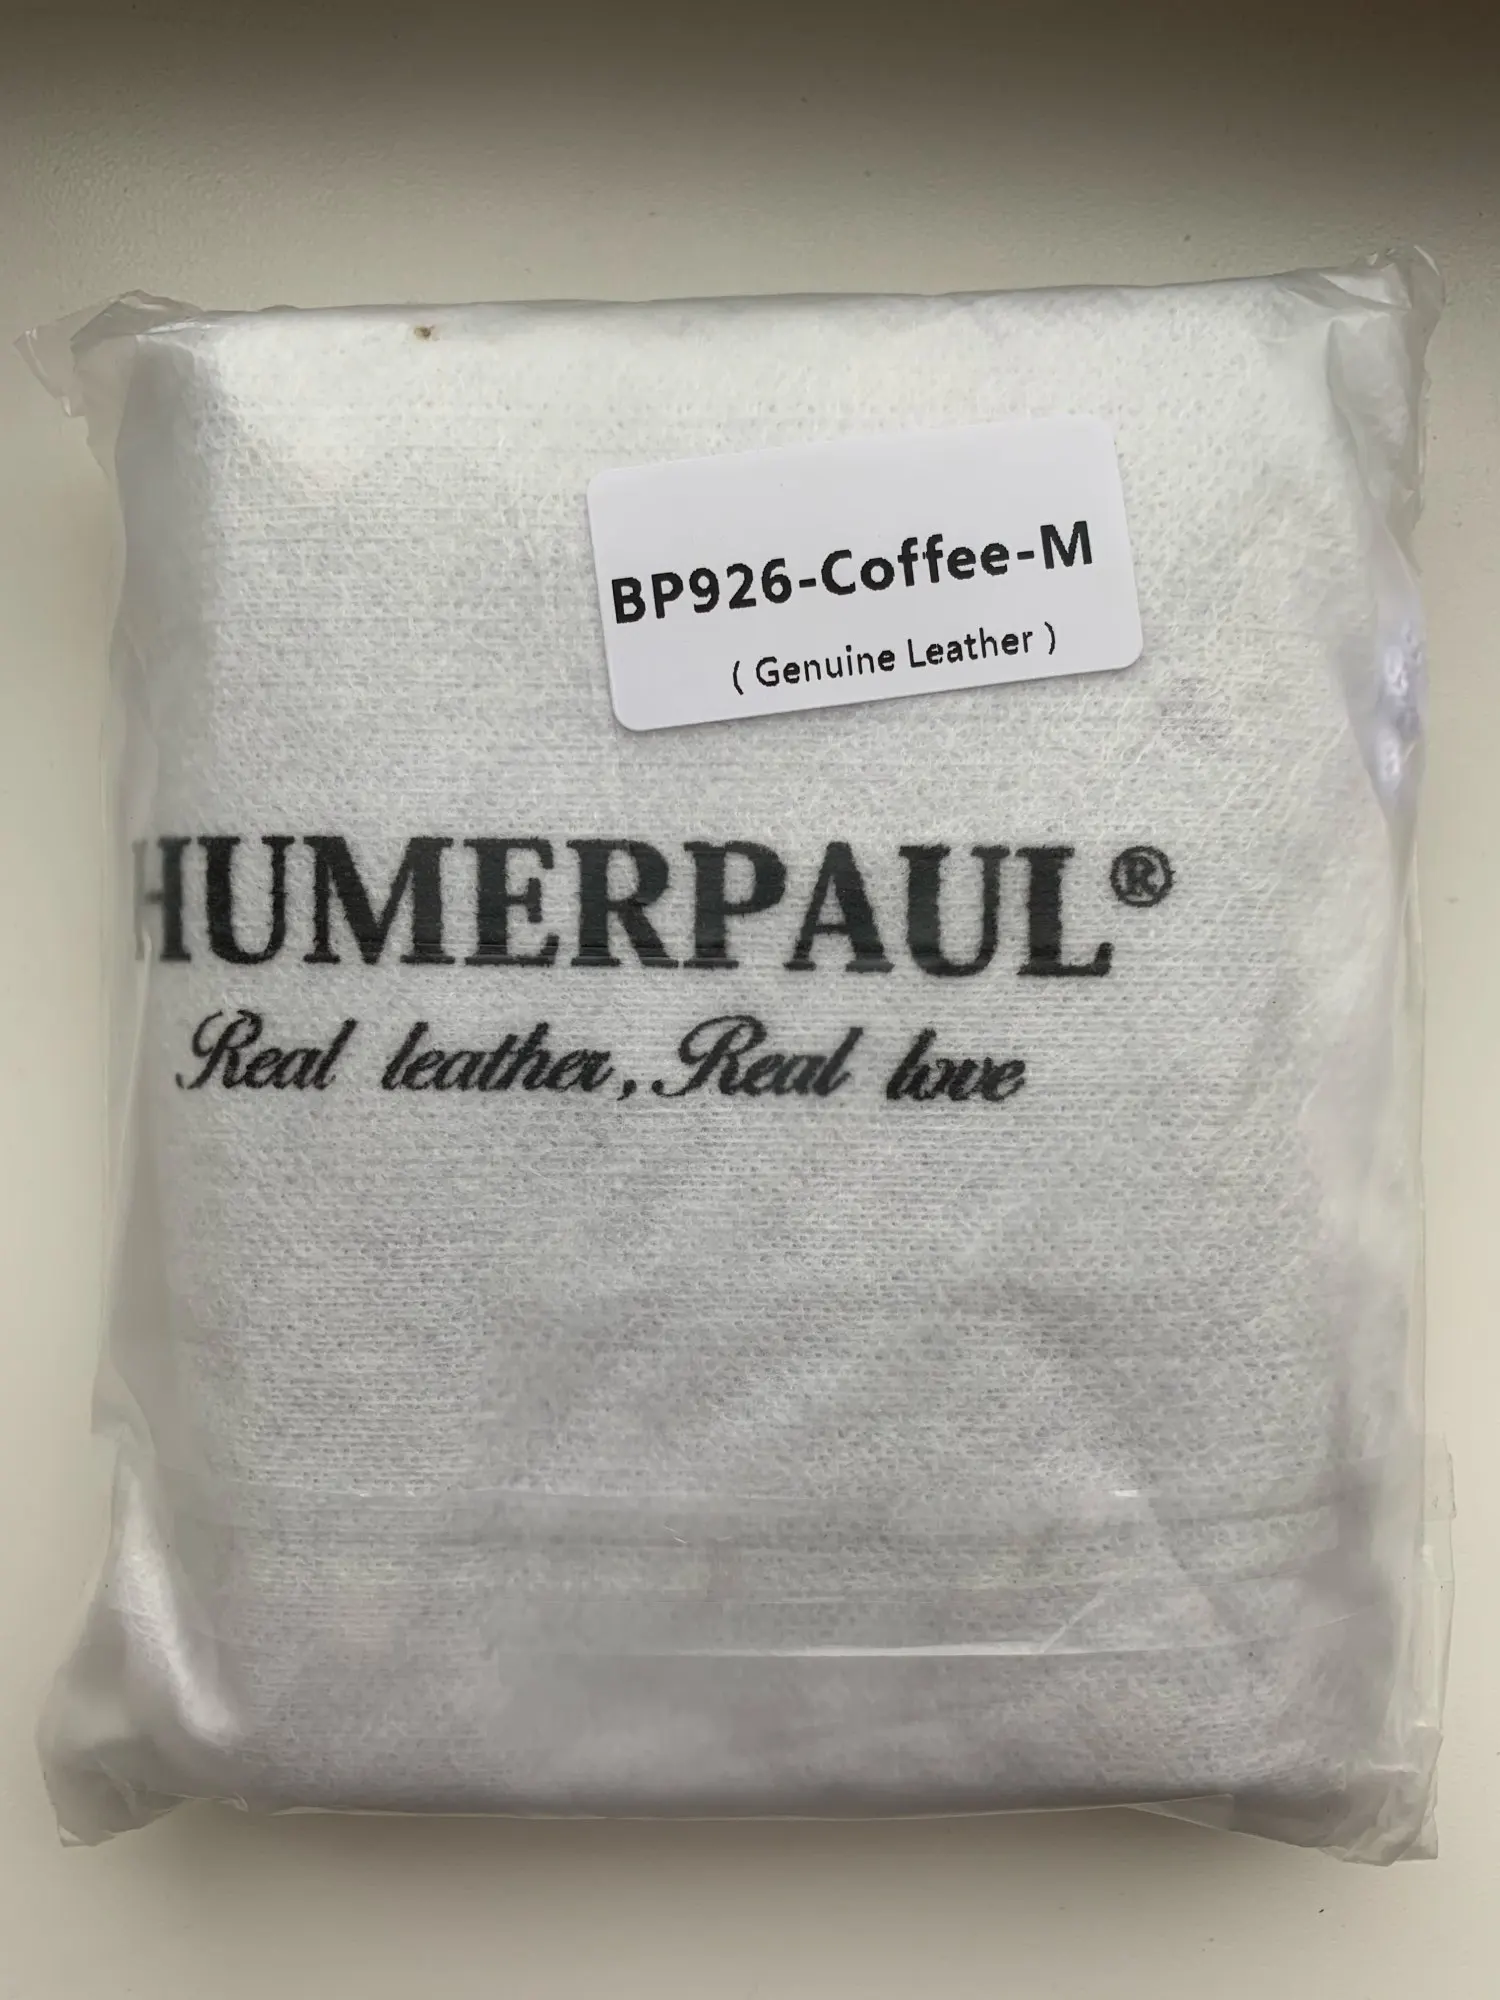 BP926-Coffee-M
( Genuine Leather )
HUMERPAUL®
Real leather, Real love